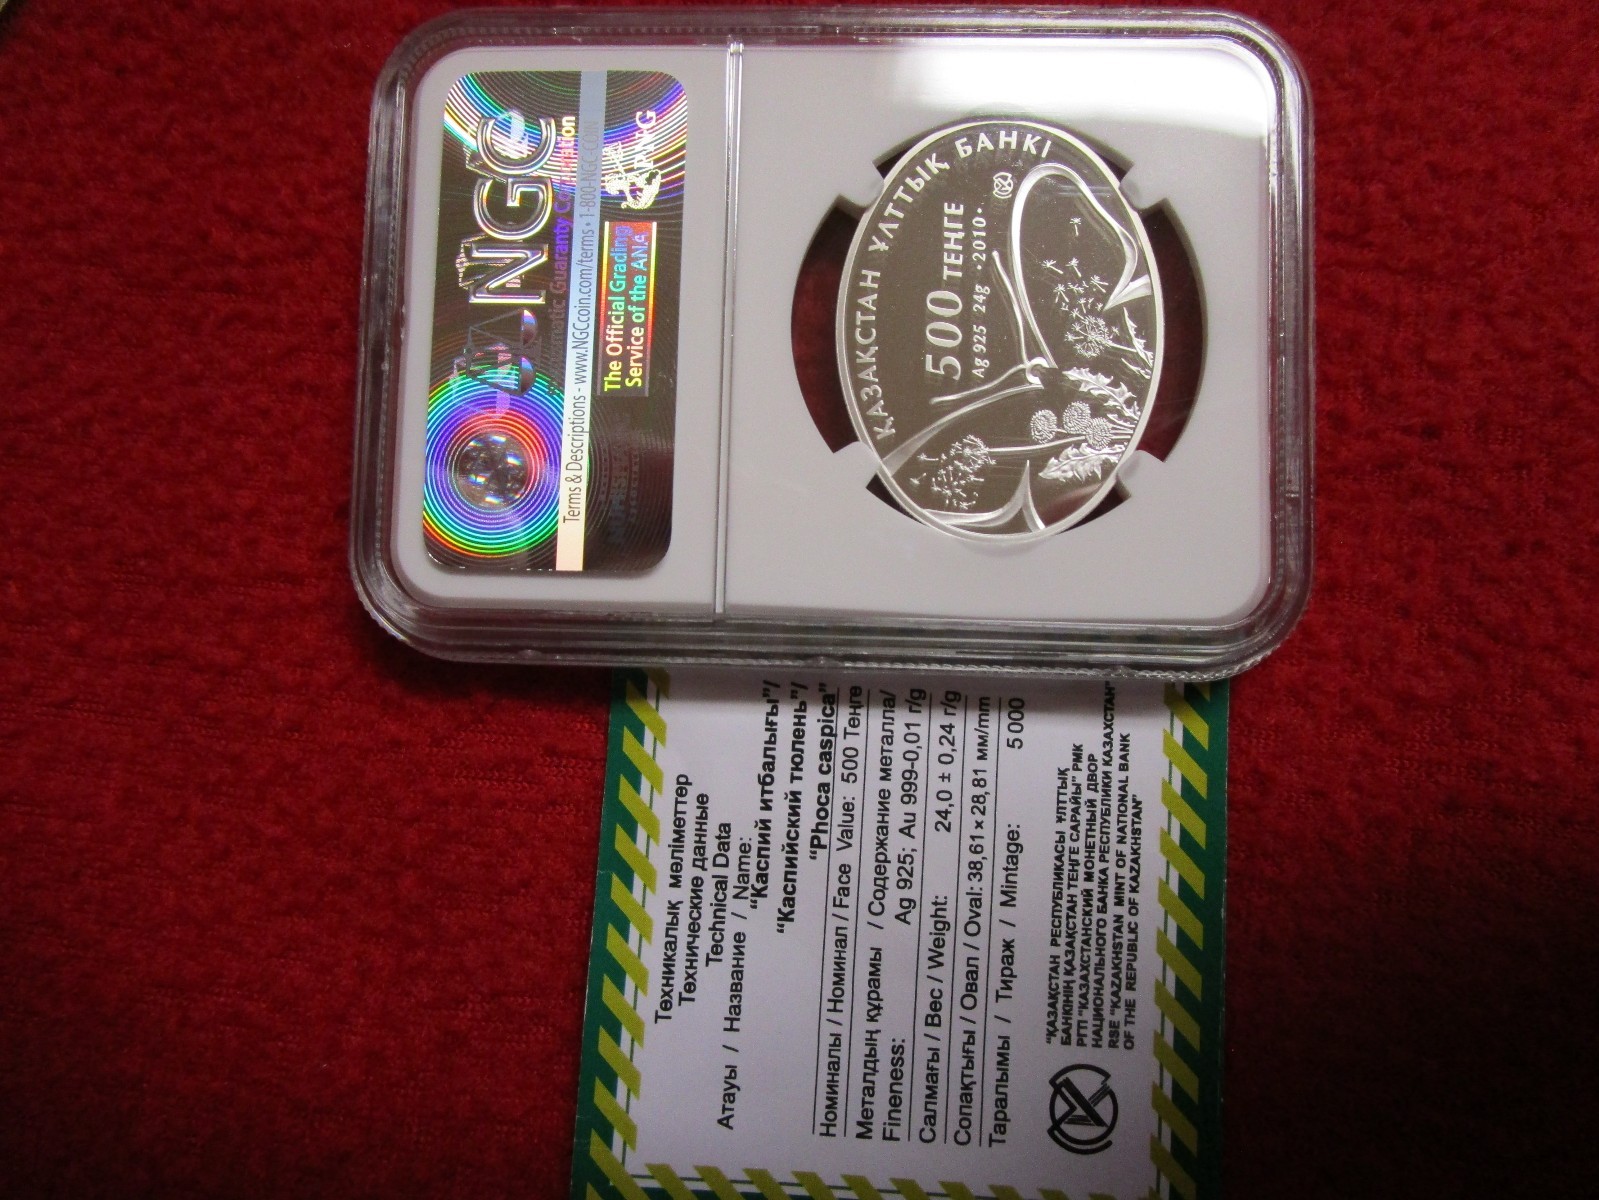 NGC
Numismatic Guaranty Corporation
Terms & Descriptions - www.NGCcoin.com/terms • 1-800-NGC-COIN
The Official Grading
Service of the ANA
PNG
ҚАЗАҚСТАН ҰЛТТЫҚ БАНКІ
500 ТЕҢГЕ
Ag 925 24g •2010•
Техникалық мәліметтер
Технические данные
Technical Data
Атауы / Название / Name:
“Каспий итбалығы”/
“Каспийский тюлень”/
“Phoca caspica”
Номиналы / Номинал / Face Value: 500 Теңге
Металдың құрамы / Содержание металла/
Fineness: Ag 925; Au 999-0,01 г/g
Салмағы / Вес / Weight: 24,0 ± 0,24 г/g
Сопақтығы / Овал / Oval: 38,61 x 28,81 мм/mm
Таралымы / Тираж / Mintage: 5 000
“ҚАЗАҚСТАН РЕСПУБЛИКАСЫ ҰЛТТЫҚ
БАНКІНІҢ ҚАЗАҚСТАН ТЕҢГЕ САРАЙЫ” РМК
РГП “КАЗАХСТАНСКИЙ МОНЕТНЫЙ ДВОР
НАЦИОНАЛЬНОГО БАНКА РЕСПУБЛИКИ КАЗАХСТАН”
RSE “KAZAKHSTAN MINT OF NATIONAL BANK
OF THE REPUBLIC OF KAZAKHSTAN”